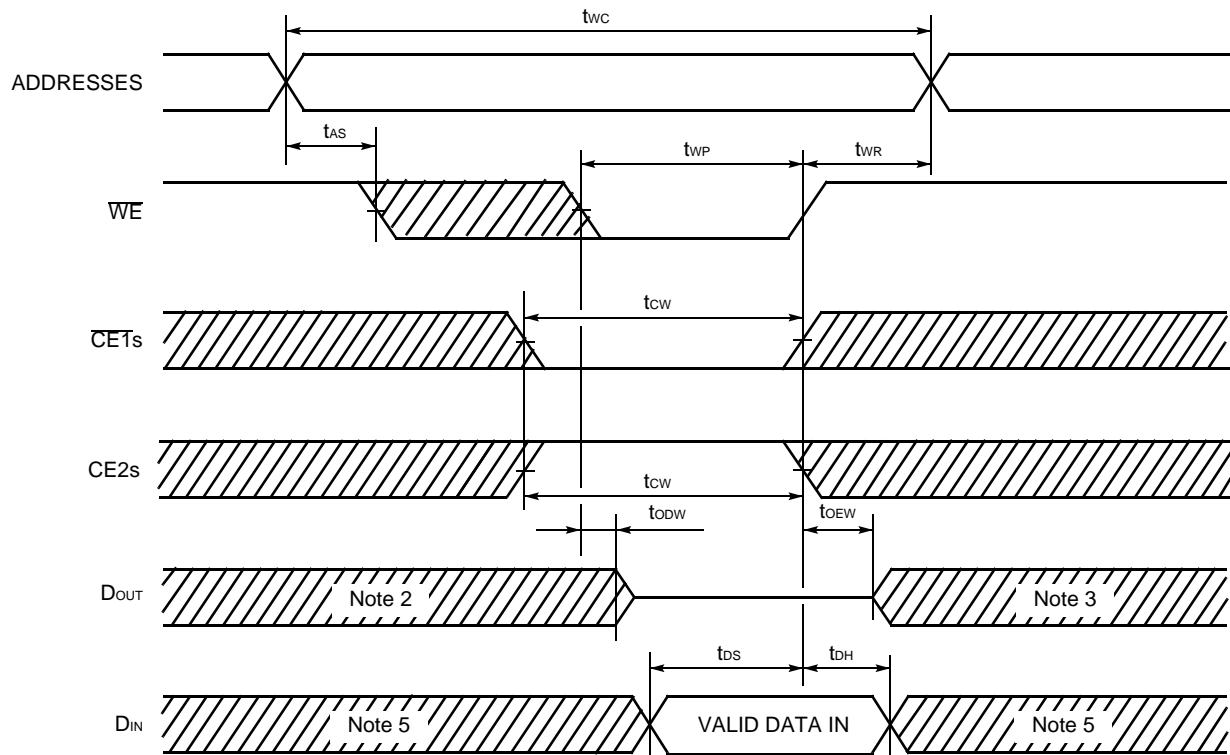 tWC
ADDRESSES
tAS
tWP
tWR
WE
tCW
CE1s
CE2s
tCW
tODW
tOEW
DOUT
Note 2
Note 3
tDS
tDH
DIN
Note 5
VALID DATA IN
Note 5